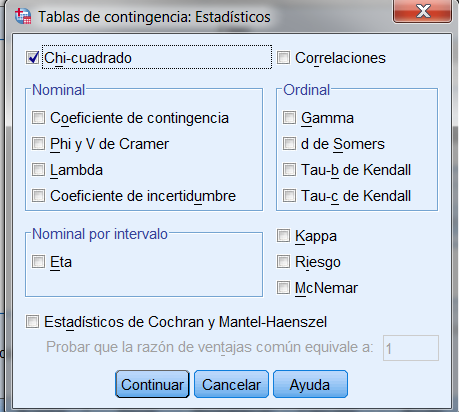 Tablas de contingencia: Estadísticos
Chi-cuadrado
Correlaciones
Nominal
Coeficiente de contingencia
Phi y V de Cramer
Lambda
Coeficiente de incertidumbre
Ordinal
Gamma
d de Somers
Tau-b de Kendall
Tau-c de Kendall
Nominal por intervalo
Eta
Kappa
Riesgo
McNemar
Estadísticos de Cochran y Mantel-Haenszel
Probar que la razón de ventajas común equivale a: 1
Continuar Cancelar Ayuda